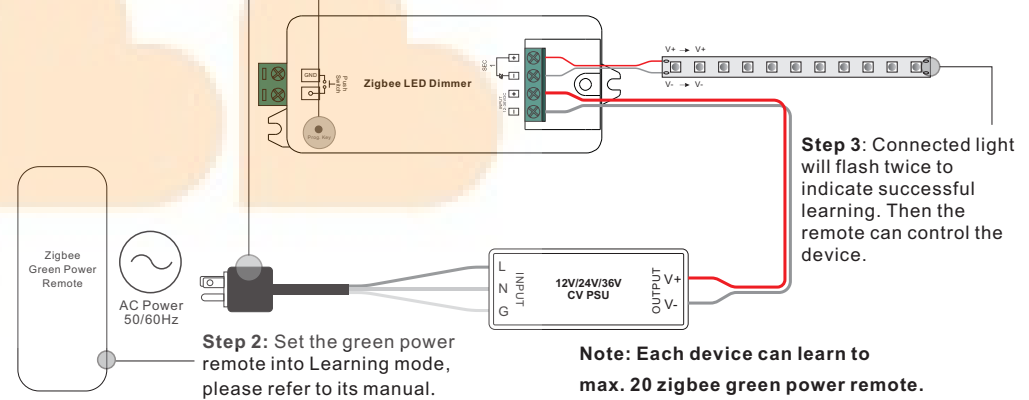 V+ → V+
V- → V-
SEC
1
GND
Push
Switch
Zigbee LED Dimmer
Prog. Key
Step 3: Connected light
will flash twice to
indicate successful
learning. Then the
remote can control the
device.
Zigbee
Green Power
Remote
AC Power
50/60Hz
L
N
G
INPUT
12V/24V/36V
CV PSU
OUTPUT
V+
V-
Step 2: Set the green power
remote into Learning mode,
please refer to its manual.
Note: Each device can learn to
max. 20 zigbee green power remote.